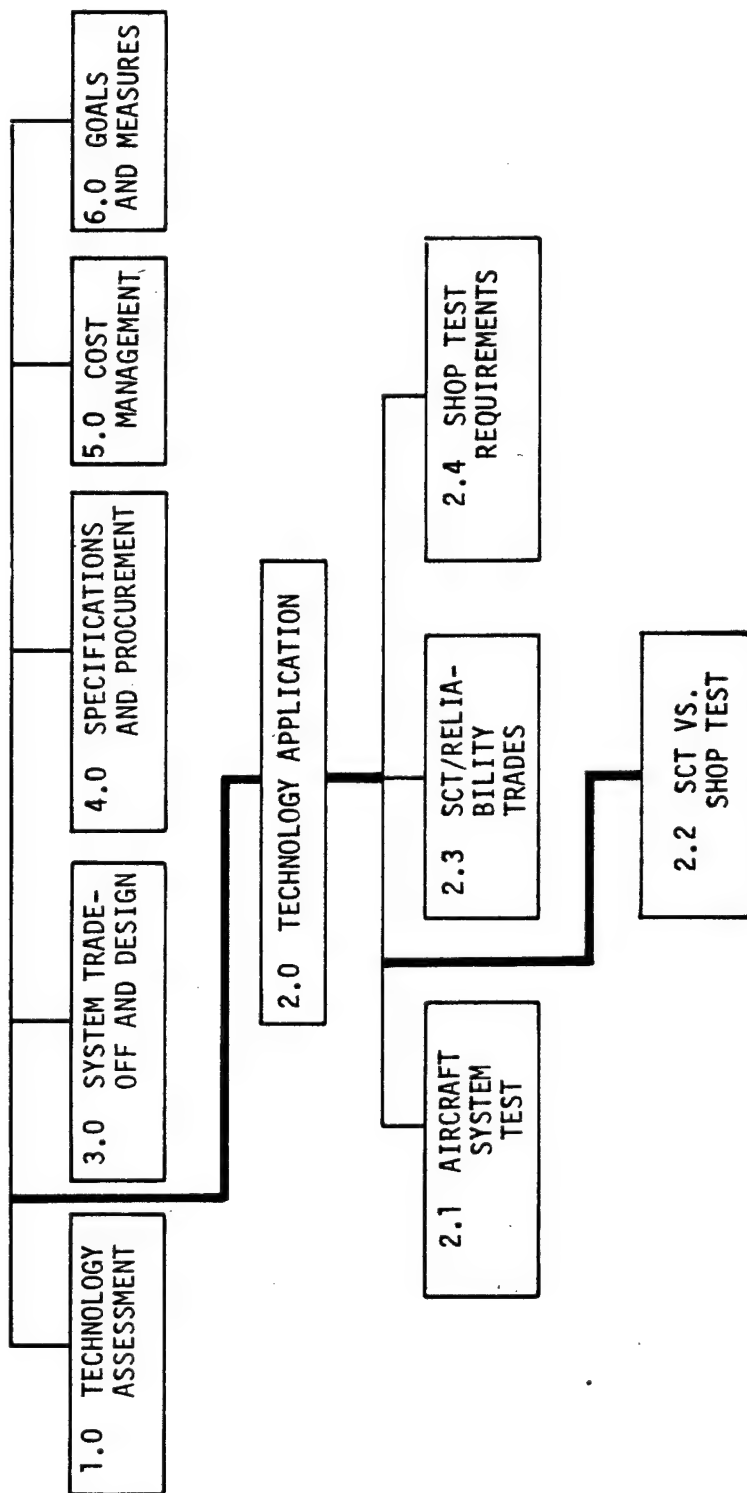 1.0 TECHNOLOGY
ASSESSMENT
3.0 SYSTEM TRADE-
OFF AND DESIGN
4.0 SPECIFICATIONS
AND PROCUREMENT
5.0 COST
MANAGEMENT
6.0 GOALS
AND MEASURES
2.0 TECHNOLOGY APPLICATION
2.1 AIRCRAFT
SYSTEM
TEST
2.3 SCT/RELIA-
BILITY
TRADES
2.4 SHOP TEST
REQUIREMENTS
2.2 SCT VS.
SHOP TEST